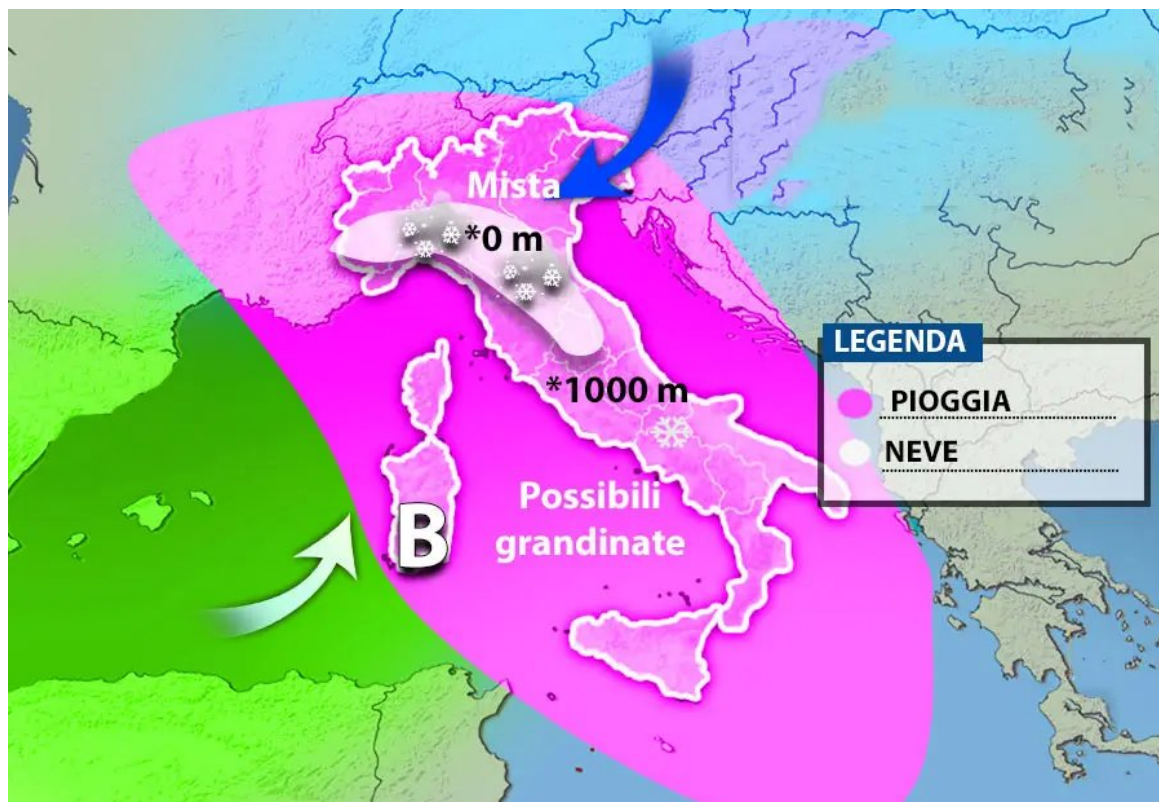 Mista
*0 m
LEGENDA
PIOGGIA
NEVE
*1000 m
Possibili
grandinate
B